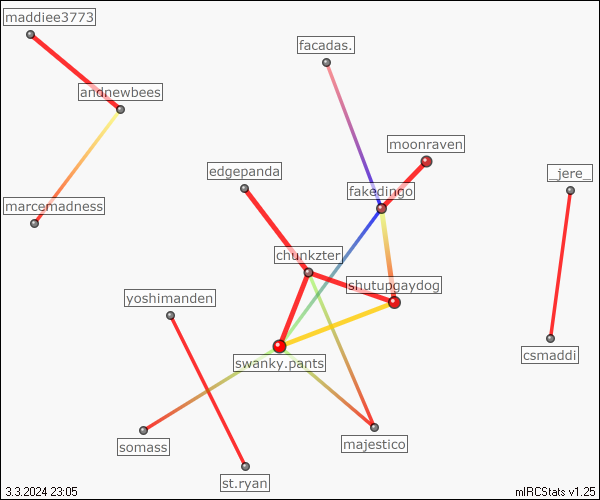 maddiee3773
facadas.
andnewbees
moonraven
edgepanda
_jere_
fakedingo
marcemadness
chunkzter
shutupgaydog
yoshimanden
swanky.pants
csmaddi
somass
majestico
st.ryan
3.3.2024 23:05
mIRCStats v1.25